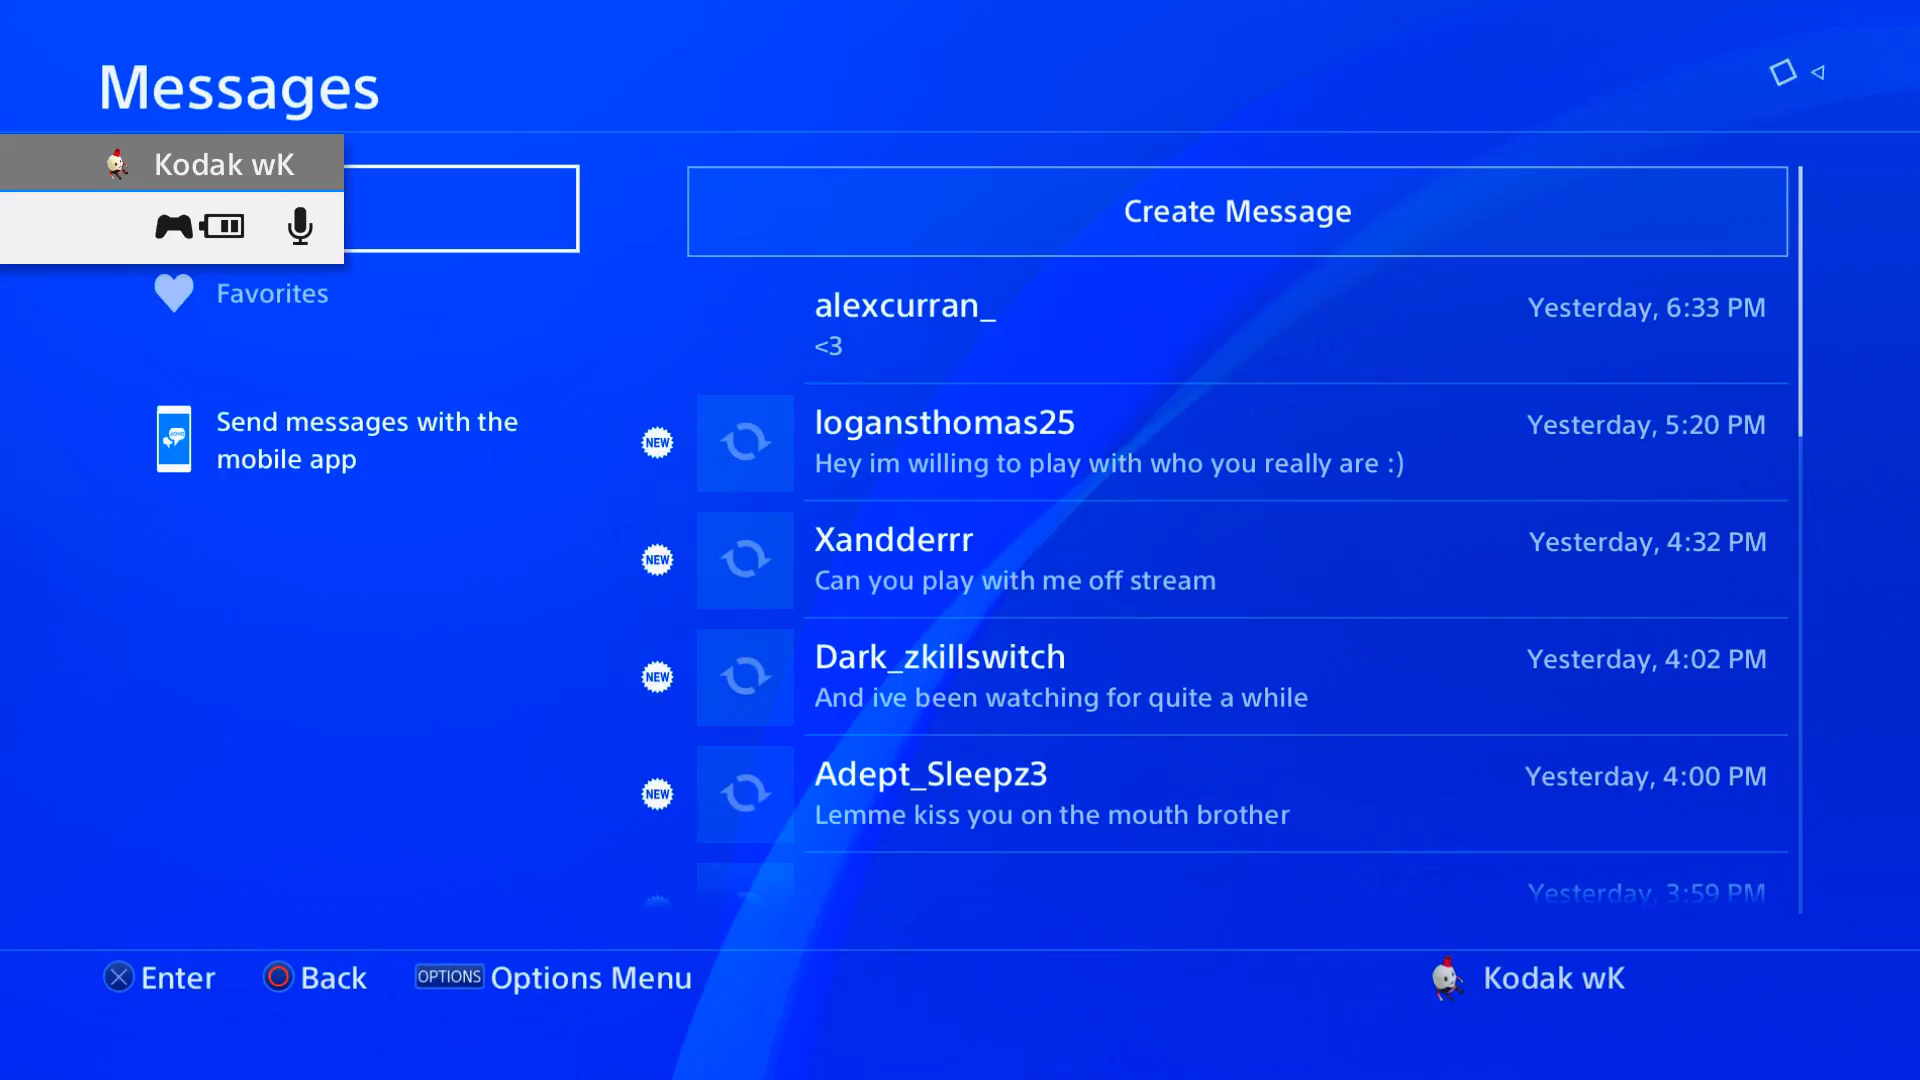 Messages
Kodak wK
Create Message
Favorites
alexcurran_
Yesterday, 6:33 PM
<3
Send messages with the
mobile app
NEW
logansthomas25
Yesterday, 5:20 PM
Hey im willing to play with who you really are :)
NEW
Xandderrr
Yesterday, 4:32 PM
Can you play with me off stream
NEW
Dark_zkillswitch
Yesterday, 4:02 PM
And ive been watching for quite a while
NEW
Adept_Sleepz3
Yesterday, 4:00 PM
Lemme kiss you on the mouth brother
Yesterday, 3:59 PM
Enter
Back
OPTIONS Options Menu
Kodak wK